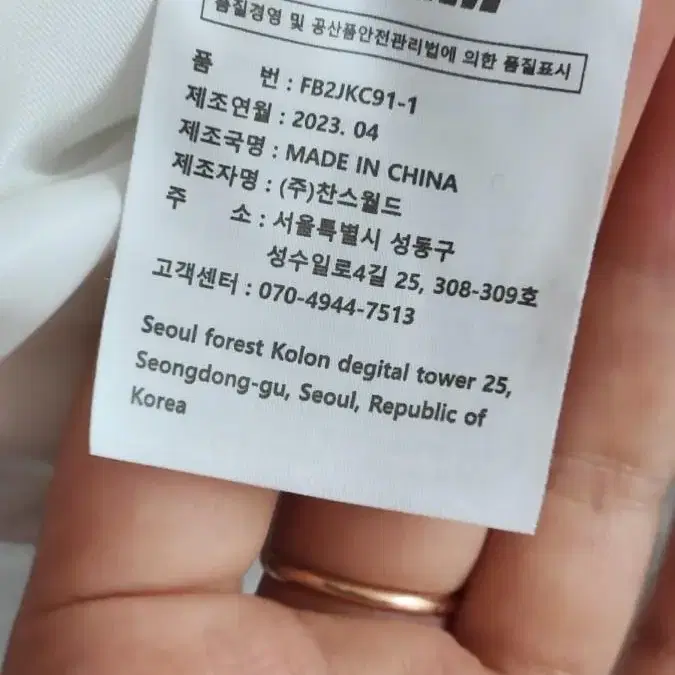 품질경영 및 공산품안전관리법에 의한 품질표시
품 번 : FB2JKC91-1
제조연월 : 2023. 04
제조국명 : MADE IN CHINA
제조자명 : (주)찬스월드
주 소 : 서울특별시 성동구
성수일로4길 25, 308-309호
고객센터 : 070-4944-7513
Seoul forest Kolon degital tower 25,
Seongdong-gu, Seoul, Republic of
Korea